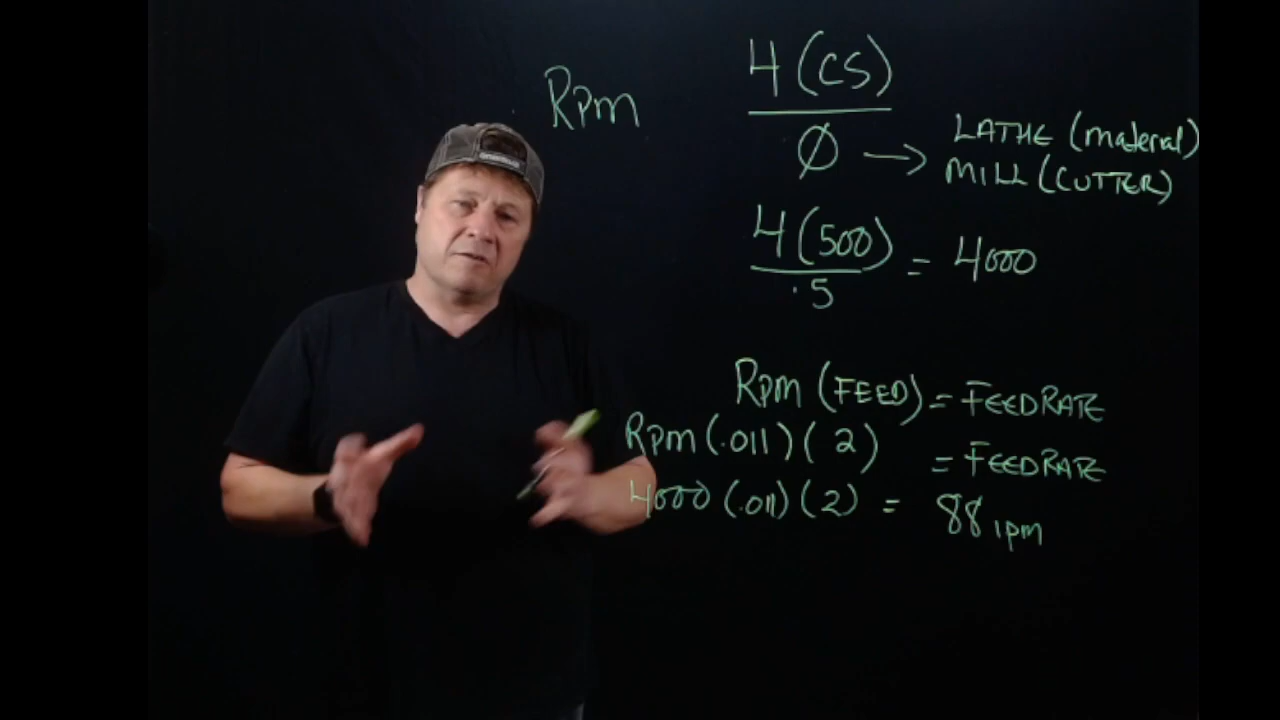 Rpm
4 (CS)
Ø → LATHE (material)
MILL (CUTTER)
4 (500)
.5
= 4000
Rpm (FEED) = FEEDRATE
Rpm (.011) ( 2 ) = FEEDRATE
4000 (.011) ( 2 ) = 88 ipm